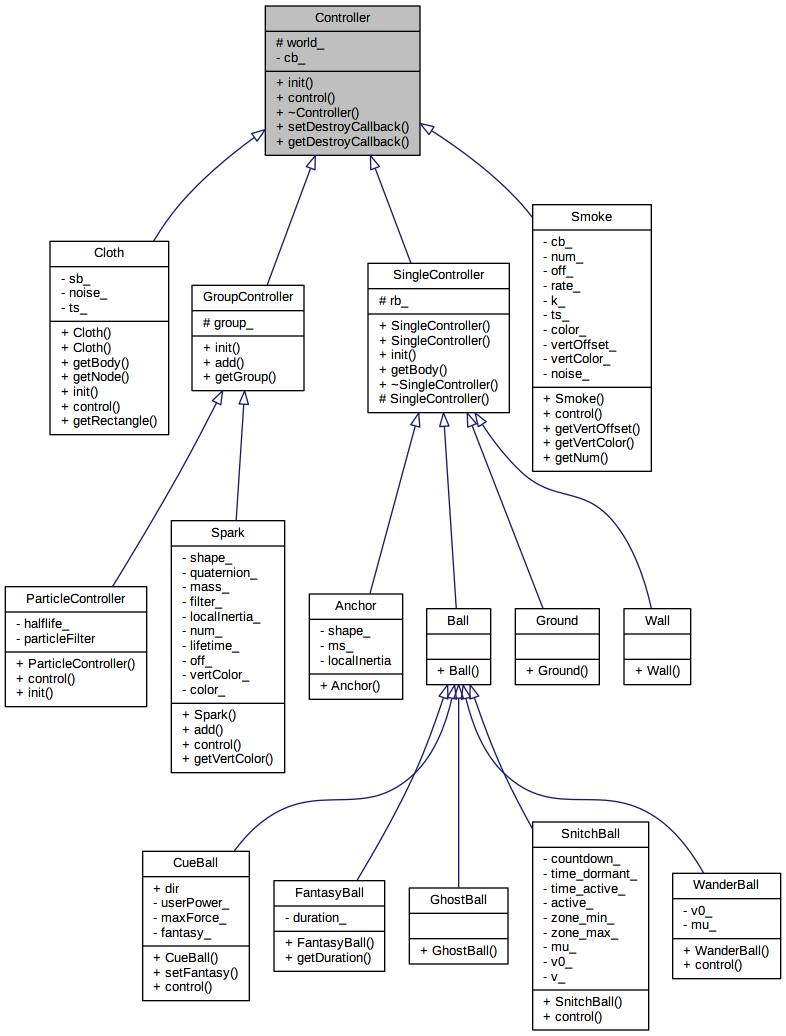 Controller
# world_
- cb_
+ init()
+ control()
+ ~Controller()
+ setDestroyCallback()
+ getDestroyCallback()
Cloth
- sb_
- noise_
- ts_
+ Cloth()
+ Cloth()
+ getBody()
+ getNode()
+ init()
+ control()
+ getRectangle()
GroupController
# group_
+ init()
+ add()
+ getGroup()
SingleController
# rb_
+ SingleController()
+ SingleController()
+ init()
+ getBody()
+ ~SingleController()
# SingleController()
Smoke
- cb_
- num_
- off_
- rate_
- k_
- ts_
- color_
- vertOffset_
- vertColor_
- noise_
+ Smoke()
+ control()
+ getVertOffset()
+ getVertColor()
+ getNum()
ParticleController
- halflife_
- particleFilter
+ ParticleController()
+ control()
+ init()
Spark
- shape_
- quaternion_
- mass_
- filter_
- localInertia_
- num_
- lifetime_
- off_
- vertColor_
- color_
+ Spark()
+ add()
+ control()
+ getVertColor()
Anchor
- shape_
- ms_
- localInertia
+ Anchor()
Ball
+ Ball()
Ground
+ Ground()
Wall
+ Wall()
CueBall
+ dir
- userPower_
- maxForce_
- fantasy_
+ CueBall()
+ setFantasy()
+ control()
FantasyBall
- duration_
+ FantasyBall()
+ getDuration()
GhostBall
+ GhostBall()
SnitchBall
- countdown_
- time_dormant_
- time_active_
- active_
- zone_min_
- zone_max_
- mu_
- v0_
- v_
+ SnitchBall()
+ control()
WanderBall
- v0_
- mu_
+ WanderBall()
+ control()